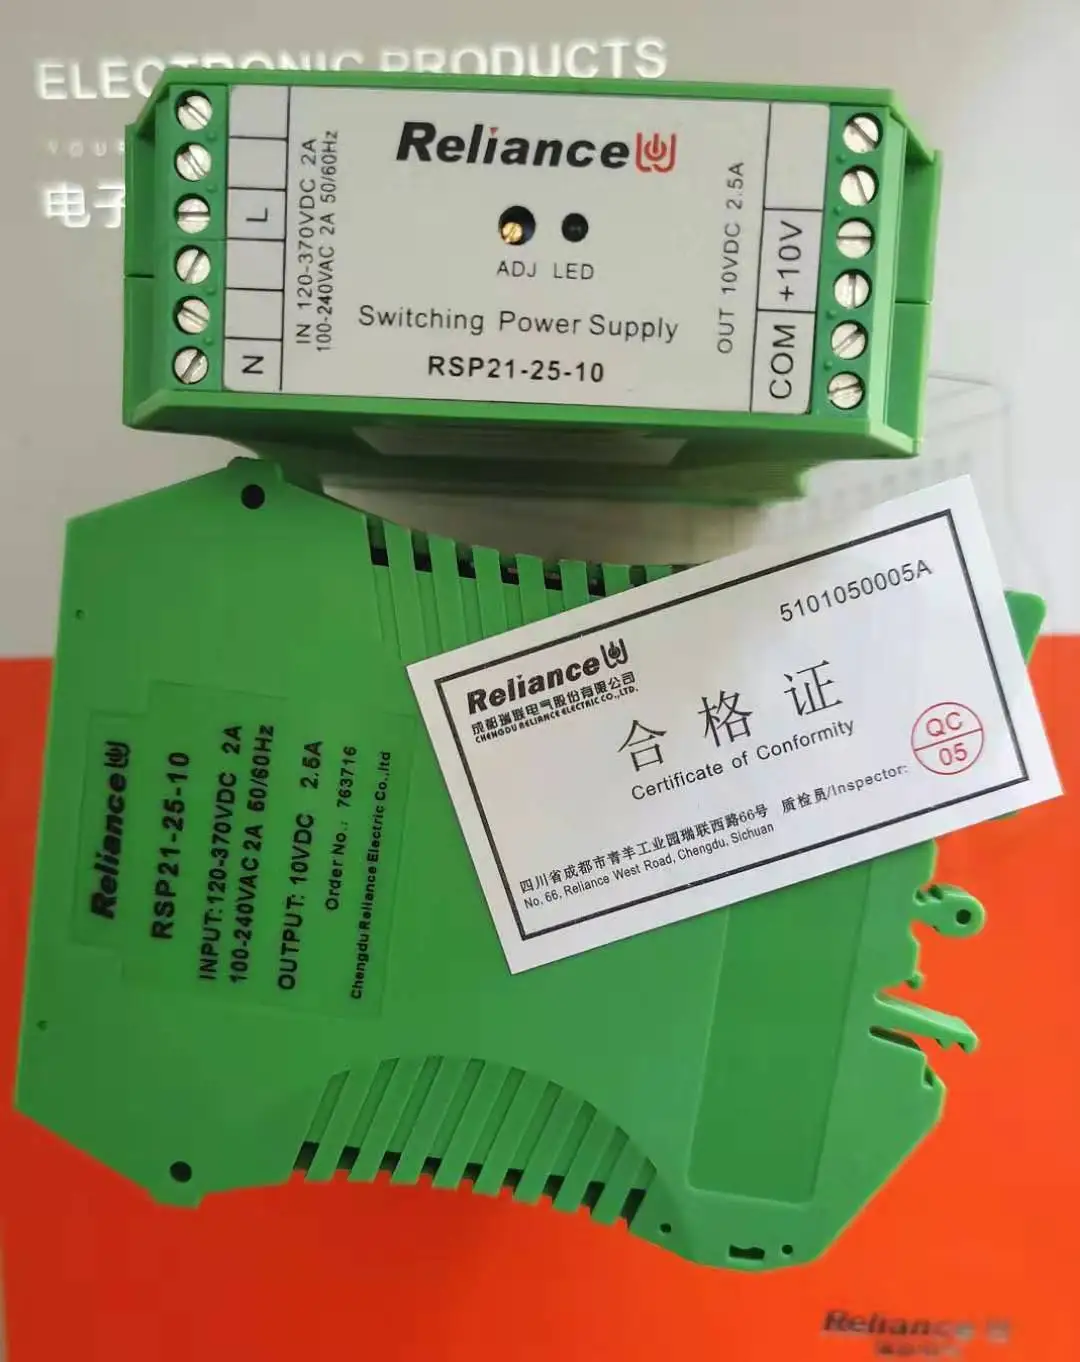 ELECTRONIC PRODUCTS
电子
Reliance
IN 120-370VDC 2A
100-240VAC 2A 50/60Hz
L
N
ADJ LED
Switching Power Supply
RSP21-25-10
OUT 10VDC 2.5A
+10V
COM
Reliance
RSP21-25-10
INPUT:120-370VDC 2A
100-240VAC 2A 50/60Hz
OUTPUT: 10VDC 2.5A
Order No.: 763716
Chengdu Reliance Electric Co.,ltd
5101050005A
Reliance
成都瑞联电气股份有限公司
CHENGDU RELIANCE ELECTRIC CO.,LTD.
合格证
Certificate of Conformity
QC
05
四川省成都市青羊工业园瑞联西路66号 质检员/Inspector:
No. 66, Reliance West Road, Chengdu, Sichuan
Reliance